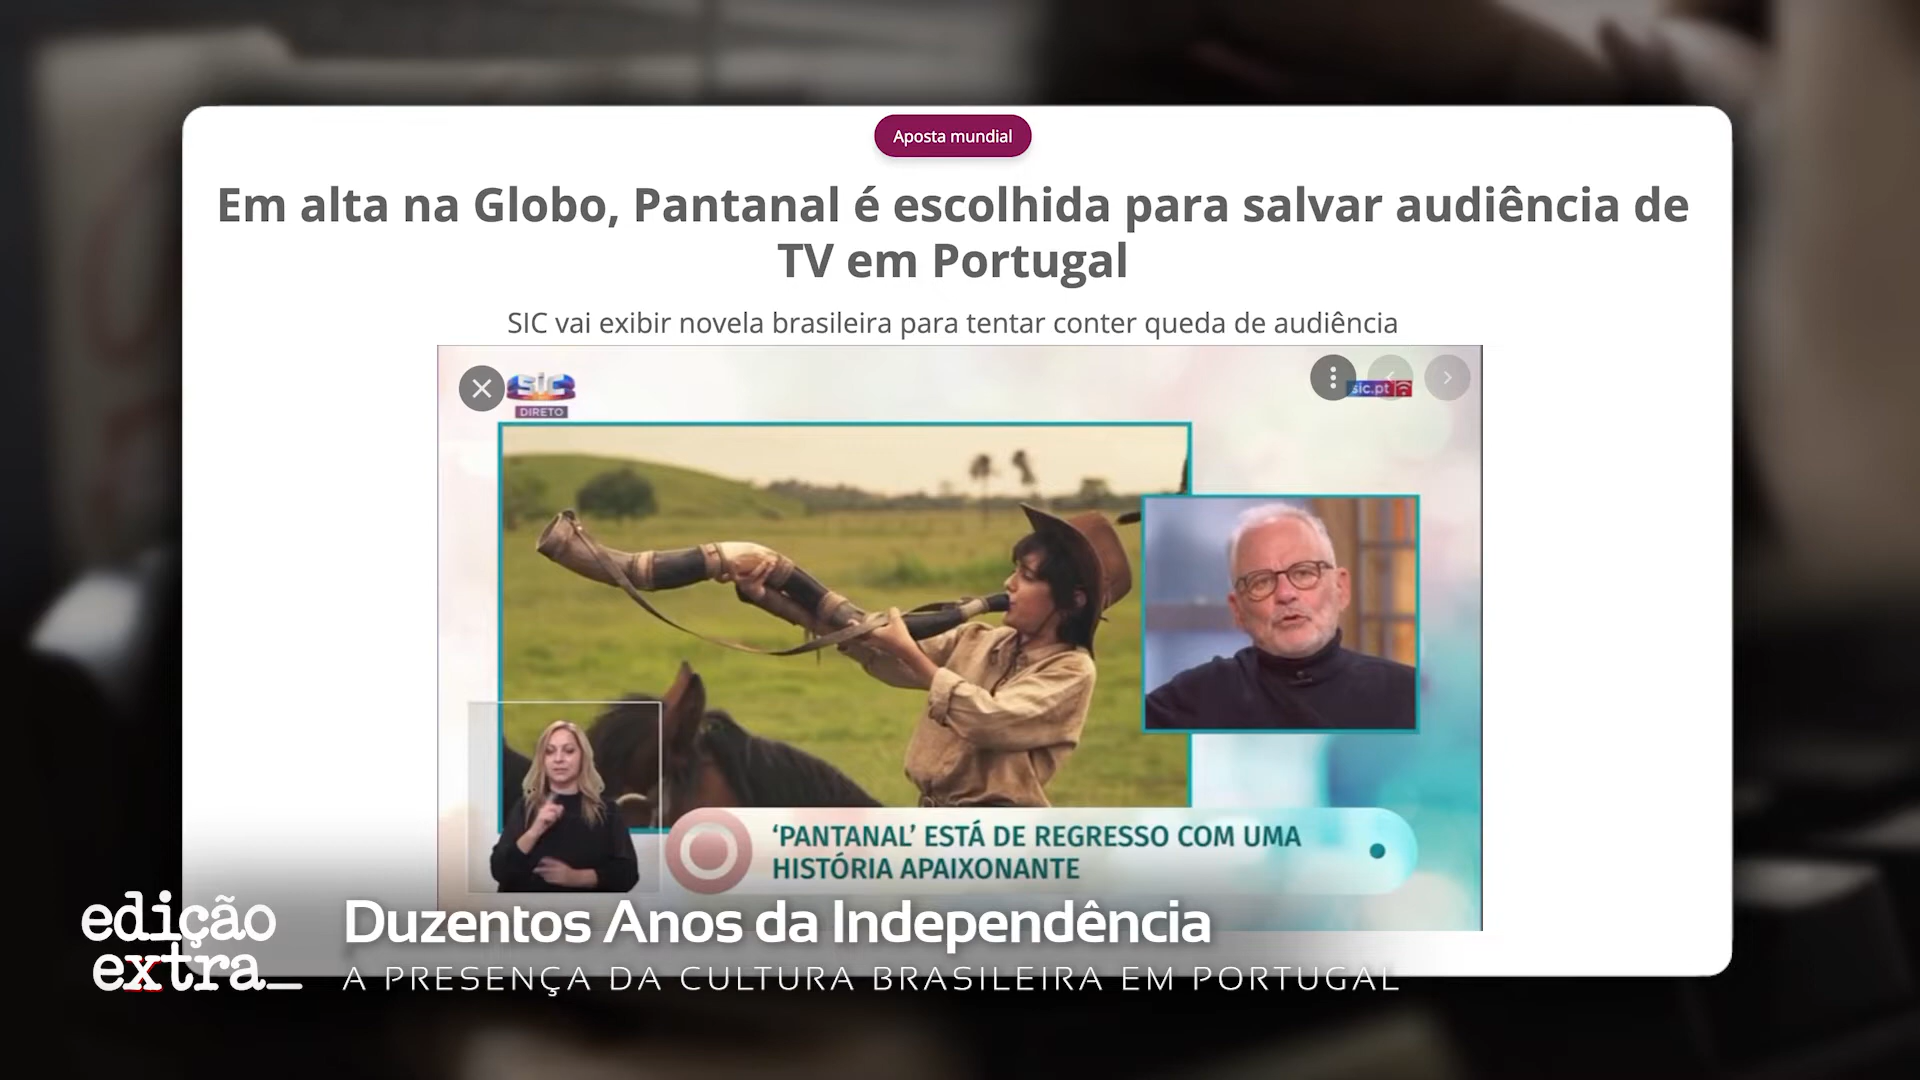 Aposta mundial
Em alta na Globo, Pantanal é escolhida para salvar audiência de
TV em Portugal
SIC vai exibir novela brasileira para tentar conter queda de audiência
SIC
DIRETO
sic.pt
‘PANTANAL’ ESTÁ DE REGRESSO COM UMA
HISTÓRIA APAIXONANTE
edição
extra_
Duzentos Anos da Independência
A PRESENÇA DA CULTURA BRASILEIRA EM PORTUGAL